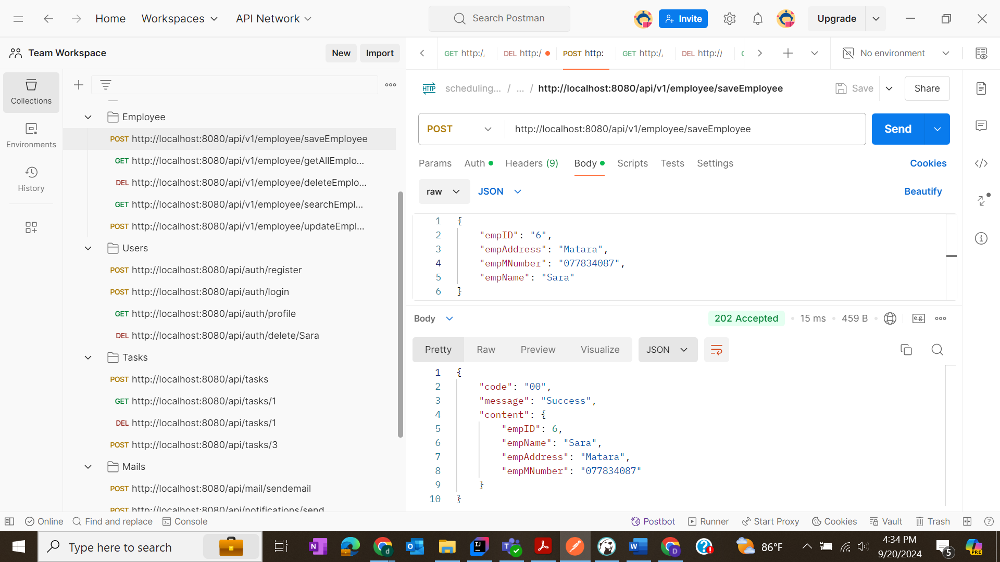 Home Workspaces API Network Search Postman Invite Upgrade
Team Workspace New Import
GET http:/ DEL http:/ POST http: GET http:/ DEL http:// No environment
Collections
Environments
History
Employee
POST http://localhost:8080/api/v1/employee/saveEmployee
GET http://localhost:8080/api/v1/employee/getAllEmplo...
DEL http://localhost:8080/api/v1/employee/deleteEmplo...
GET http://localhost:8080/api/v1/employee/searchEmpl...
POST http://localhost:8080/api/v1/employee/updateEmpl...
Users
POST http://localhost:8080/api/auth/register
POST http://localhost:8080/api/auth/login
GET http://localhost:8080/api/auth/profile
DEL http://localhost:8080/api/auth/delete/Sara
Tasks
POST http://localhost:8080/api/tasks
GET http://localhost:8080/api/tasks/1
DEL http://localhost:8080/api/tasks/1
POST http://localhost:8080/api/tasks/3
Mails
POST http://localhost:8080/api/mail/sendemail
POST http://localhost:8080/api/notifications/send
HTTP scheduling... / ... / http://localhost:8080/api/v1/employee/saveEmployee Save Share
POST http://localhost:8080/api/v1/employee/saveEmployee Send
Params Auth Headers (9) Body Scripts Tests Settings Cookies
raw JSON Beautify
1 {
2 "empID": "6",
3 "empAddress": "Matara",
4 "empMNumber": "077834087",
5 "empName": "Sara"
6 }
Body 202 Accepted 15 ms 459 B e.g.
Pretty Raw Preview Visualize JSON
1 {
2 "code": "00",
3 "message": "Success",
4 "content": {
5 "empID": 6,
6 "empName": "Sara",
7 "empAddress": "Matara",
8 "empMNumber": "077834087"
9 }
10 }
Online Find and replace Console Postbot Runner Start Proxy Cookies Vault Trash
Type here to search 86°F 4:34 PM
9/20/2024 5